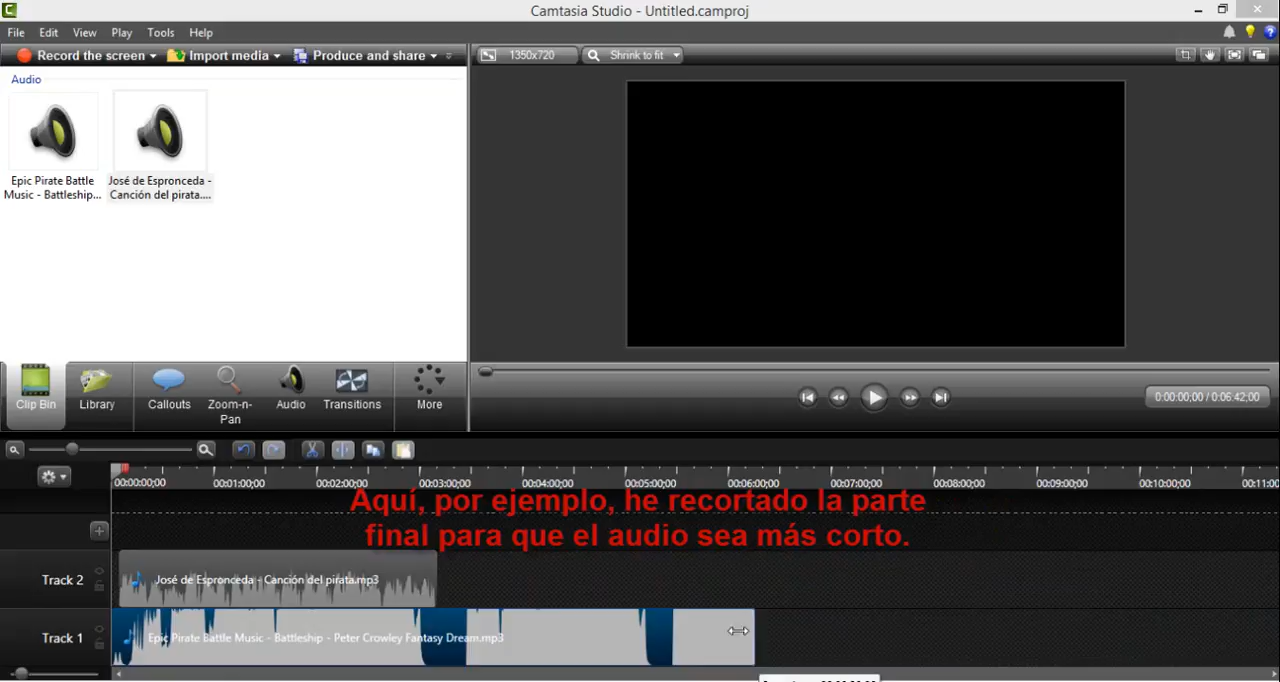 Camtasia Studio - Untitled.camproj
File Edit View Play Tools Help
Record the screen Import media Produce and share
1350x720 Shrink to fit
Audio
Epic Pirate Battle
Music - Battleship...
José de Espronceda -
Canción del pirata....
Clip Bin Library Callouts Zoom-n-
Pan Audio Transitions More
0:00:00;00 / 0:06:42;00
00:00:00;00 00:01:00;00 00:02:00;00 00:03:00;00 00:04:00;00 00:05:00;00 00:06:00;00 00:07:00;00 00:08:00;00 00:09:00;00 00:10:00;00 00:11:00
Aquí, por ejemplo, he recortado la parte
final para que el audio sea más corto.
Track 2
José de Espronceda - Canción del pirata.mp3
Track 1
Epic Pirate Battle Music - Battleship - Peter Crowley Fantasy Dream.mp3